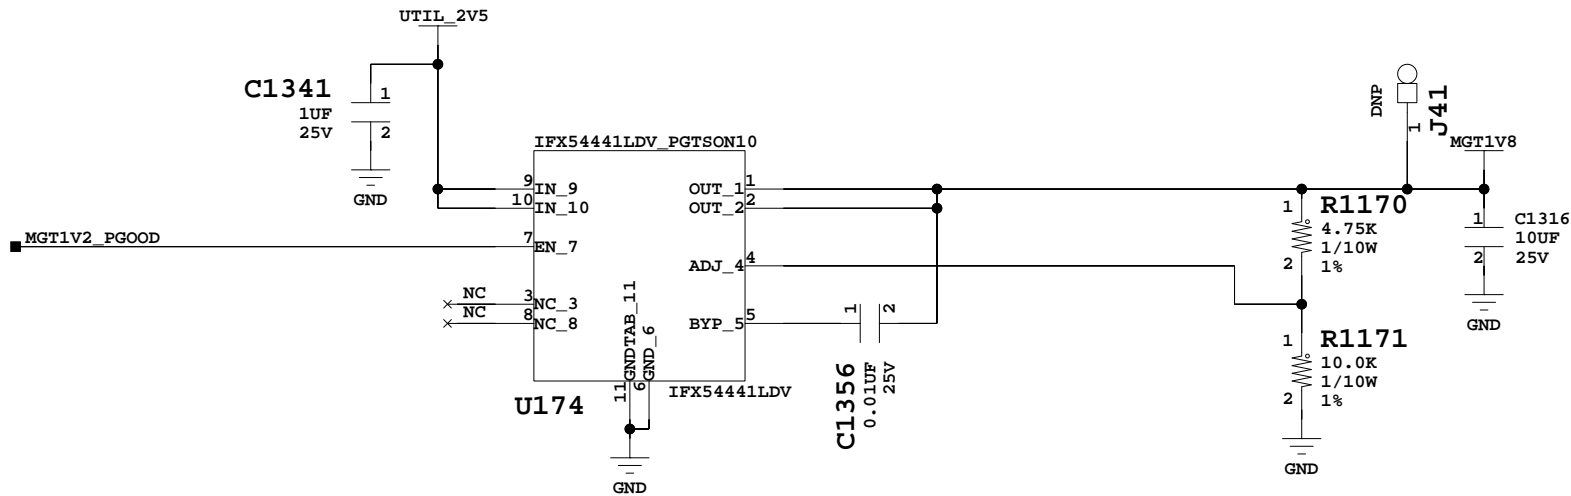 UTIL_2V5
C1341
1UF
25V
1
2
GND
IFX54441LDV_PGTSON10
9
IN_9
10
IN_10
MGT1V2_PGOOD
7
EN_7
NC
3
NC_3
NC
8
NC_8
OUT_1
1
OUT_2
2
ADJ_4
4
BYP_5
5
GNDTAB_11
GND_6
11
6
IFX54441LDV
U174
GND
1
2
C1356
0.01UF
25V
DNP
J41
1
MGT1V8
1
R1170
4.75K
1/10W
2
1%
1
C1316
10UF
2
25V
GND
1
R1171
10.0K
1/10W
2
1%
GND